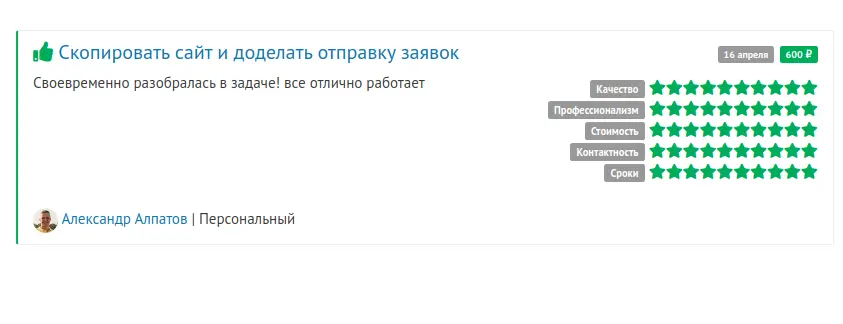 Скопировать сайт и доделать отправку заявок
16 апреля
600 ₽
Своевременно разобралась в задаче! все отлично работает
Качество
Профессионализм
Стоимость
Контактность
Сроки
Александр Алпатов | Персональный